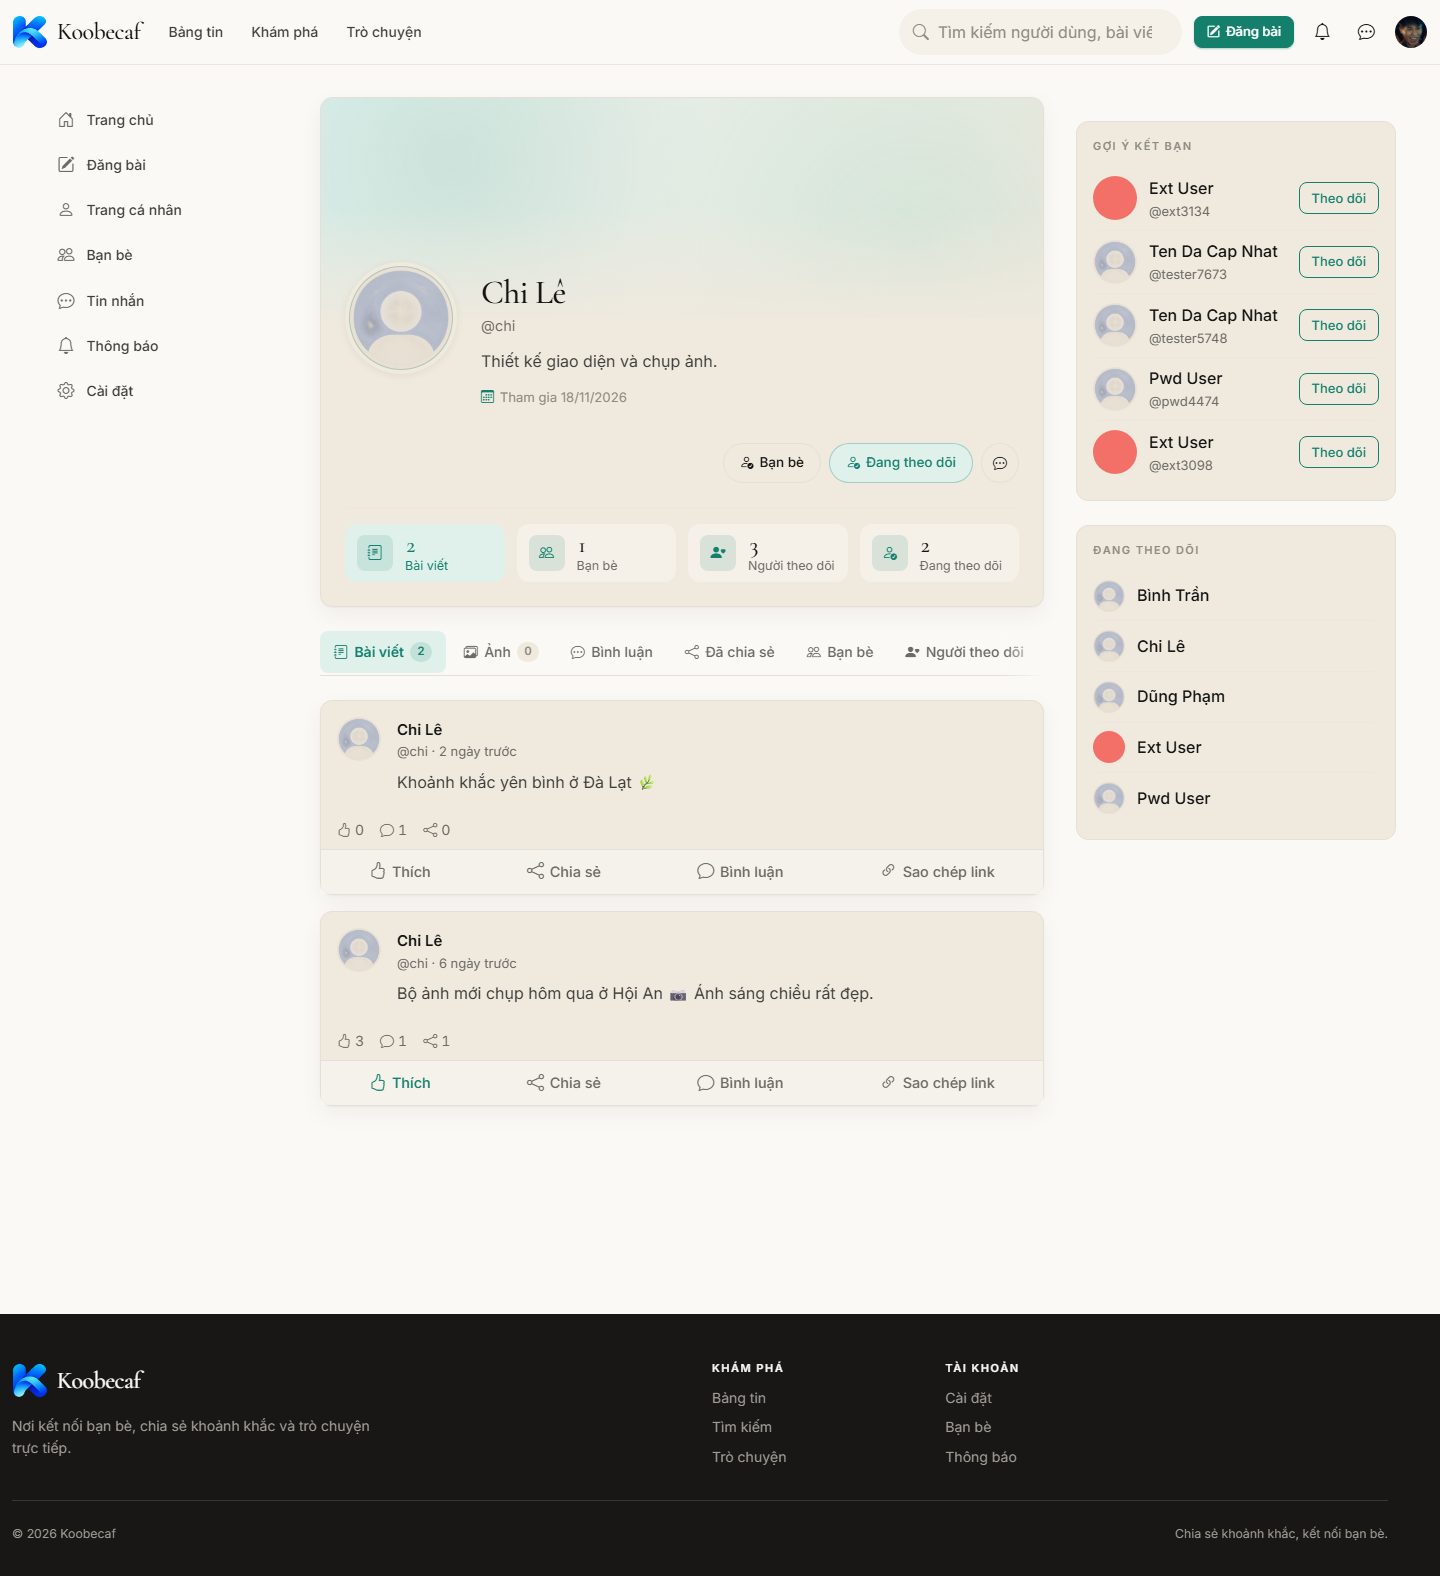 Koobecaf
Bảng tin
Khám phá
Trò chuyện
Tìm kiếm người dùng, bài viế
Đăng bài
Trang chủ
Đăng bài
Trang cá nhân
Bạn bè
Tin nhắn
Thông báo
Cài đặt
Chi Lê
@chi
Thiết kế giao diện và chụp ảnh.
Tham gia 18/11/2026
Bạn bè
Đang theo dõi
2
Bài viết
1
Bạn bè
3
Người theo dõi
2
Đang theo dõi
Bài viết 2
Ảnh 0
Bình luận
Đã chia sẻ
Bạn bè
Người theo dõi
Chi Lê
@chi · 2 ngày trước
Khoảnh khắc yên bình ở Đà Lạt 🌿
0 1 0
Thích
Chia sẻ
Bình luận
Sao chép link
Chi Lê
@chi · 6 ngày trước
Bộ ảnh mới chụp hôm qua ở Hội An 📷 Ánh sáng chiều rất đẹp.
3 1 1
Thích
Chia sẻ
Bình luận
Sao chép link
GỢI Ý KẾT BẠN
Ext User
@ext3134
Theo dõi
Ten Da Cap Nhat
@tester7673
Theo dõi
Ten Da Cap Nhat
@tester5748
Theo dõi
Pwd User
@pwd4474
Theo dõi
Ext User
@ext3098
Theo dõi
ĐANG THEO DÕI
Bình Trần
Chi Lê
Dũng Phạm
Ext User
Pwd User
Koobecaf
Nơi kết nối bạn bè, chia sẻ khoảnh khắc và trò chuyện
trực tiếp.
KHÁM PHÁ
Bảng tin
Tìm kiếm
Trò chuyện
TÀI KHOẢN
Cài đặt
Bạn bè
Thông báo
© 2026 Koobecaf
Chia sẻ khoảnh khắc, kết nối bạn bè.